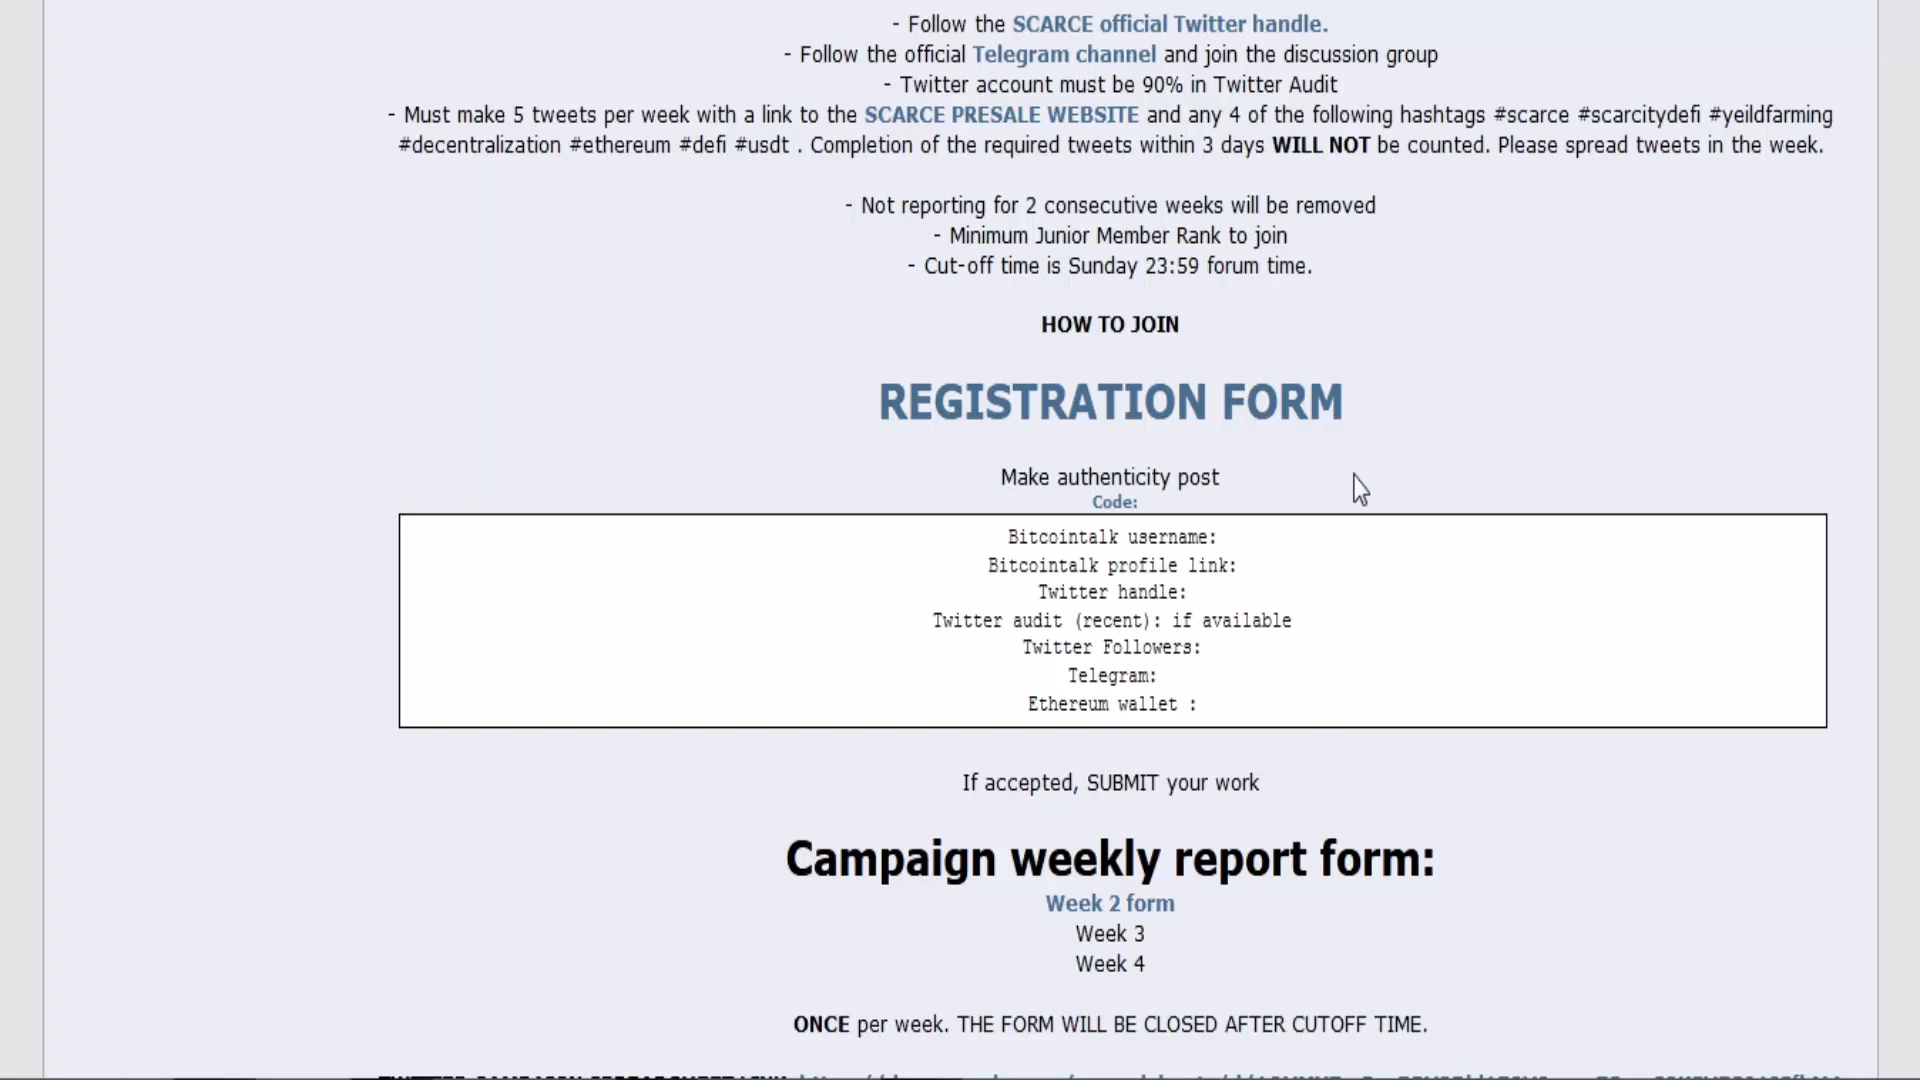 - Follow the SCARCE official Twitter handle.
- Follow the official Telegram channel and join the discussion group
- Twitter account must be 90% in Twitter Audit
- Must make 5 tweets per week with a link to the SCARCE PRESALE WEBSITE and any 4 of the following hashtags #scarce #scarcitydefi #yeildfarming
#decentralization #ethereum #defi #usdt . Completion of the required tweets within 3 days WILL NOT be counted. Please spread tweets in the week.
- Not reporting for 2 consecutive weeks will be removed
- Minimum Junior Member Rank to join
- Cut-off time is Sunday 23:59 forum time.
HOW TO JOIN
REGISTRATION FORM
Make authenticity post
Code:
Bitcointalk username:
Bitcointalk profile link:
Twitter handle:
Twitter audit (recent): if available
Twitter Followers:
Telegram:
Ethereum wallet :
If accepted, SUBMIT your work
Campaign weekly report form:
Week 2 form
Week 3
Week 4
ONCE per week. THE FORM WILL BE CLOSED AFTER CUTOFF TIME.